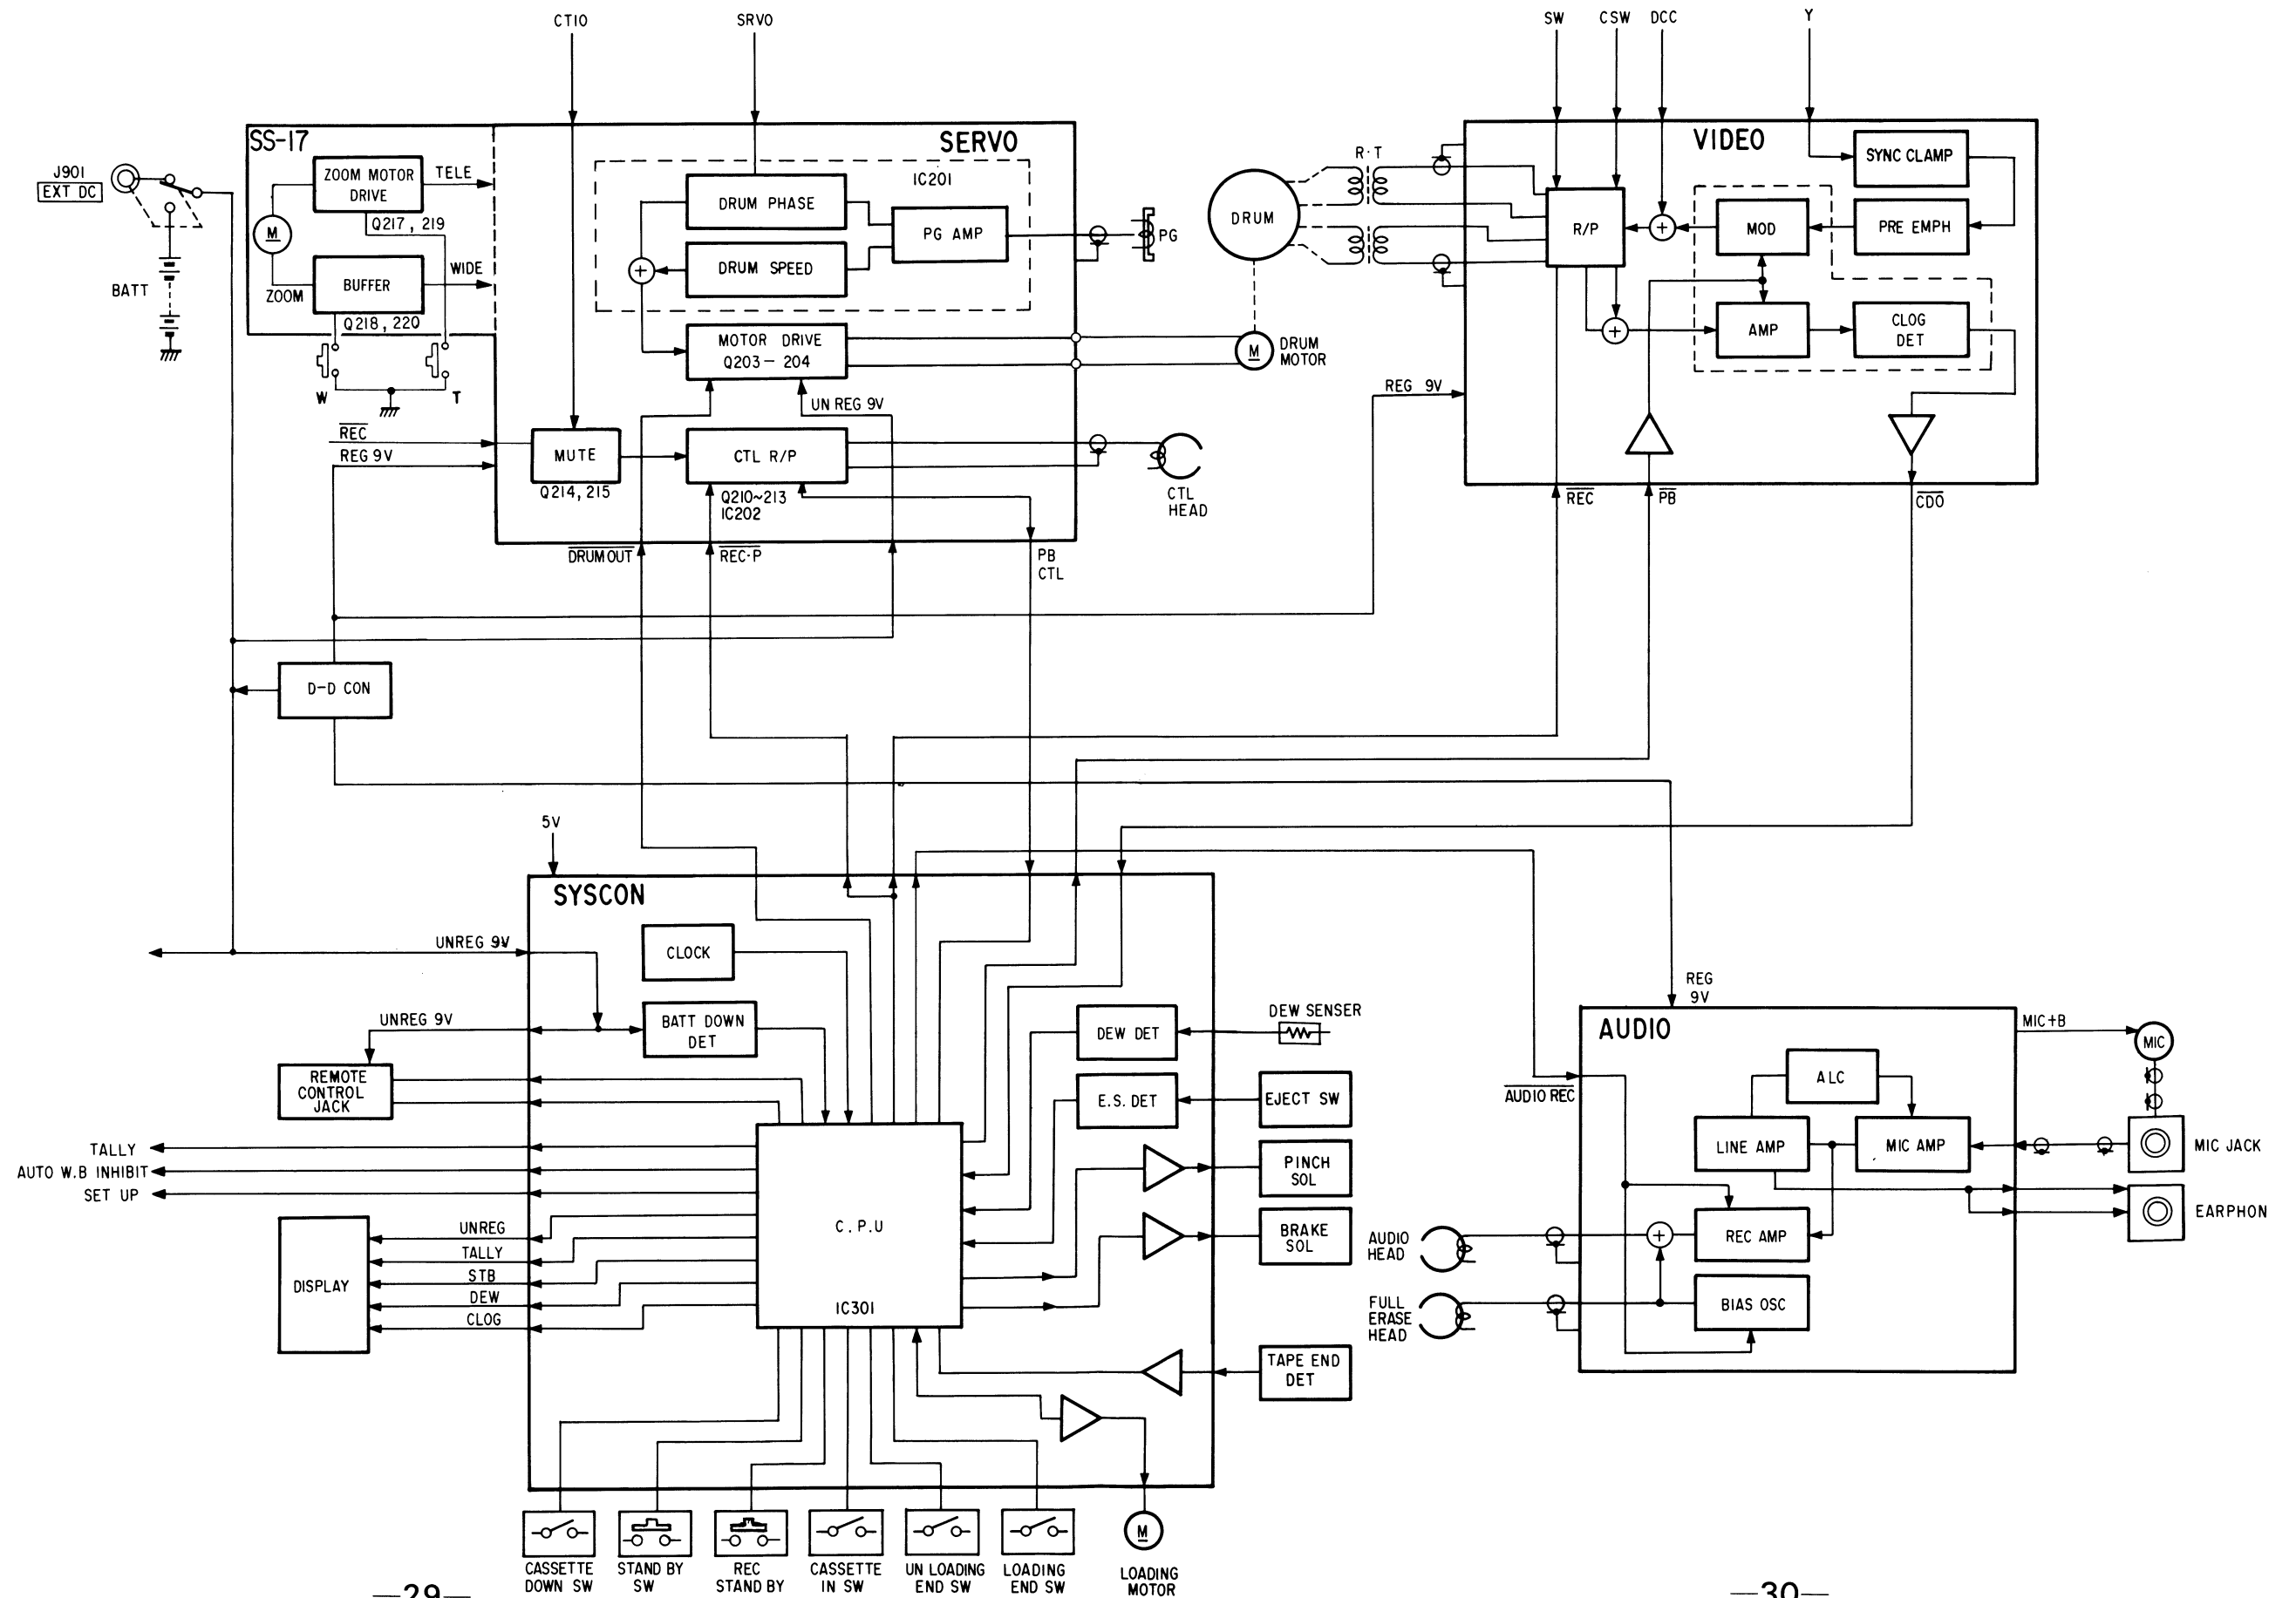 CT10
SRV0
SW
CSW
DCC
Y
SS-17
SERVO
VIDEO
J901
EXT DC
BATT
ZOOM MOTOR
DRIVE
TELE
Q217, 219
M
BUFFER
WIDE
ZOOM
Q218, 220
W
T
IC201
DRUM PHASE
DRUM SPEED
PG AMP
+
PG
MOTOR DRIVE
Q203-204
UN REG 9V
REC
REG 9V
MUTE
Q214, 215
CTL R/P
Q210~213
IC202
CTL
HEAD
DRUM OUT
REC-P
PB
CTL
DRUM
R·T
M
DRUM
MOTOR
REG 9V
SYNC CLAMP
R/P
+
MOD
PRE EMPH
+
AMP
CLOG
DET
REC
PB
CDO
D-D CON
5V
SYSCON
UNREG 9V
CLOCK
UNREG 9V
BATT DOWN
DET
REMOTE
CONTROL
JACK
TALLY
AUTO W.B INHIBIT
SET UP
DISPLAY
UNREG
TALLY
STB
DEW
CLOG
C.P.U
IC301
DEW DET
DEW SENSER
E.S. DET
EJECT SW
PINCH
SOL
BRAKE
SOL
TAPE END
DET
REG
9V
AUDIO
MIC+B
MIC
ALC
AUDIO REC
LINE AMP
MIC AMP
MIC JACK
EARPHON
AUDIO
HEAD
+
REC AMP
FULL
ERASE
HEAD
BIAS OSC
M
CASSETTE
DOWN SW
STAND BY
SW
REC
STAND BY
CASSETTE
IN SW
UN LOADING
END SW
LOADING
END SW
LOADING
MOTOR
—29—
—30—